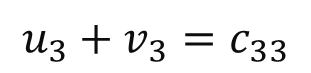 u₃ + v₃ = c₃₃